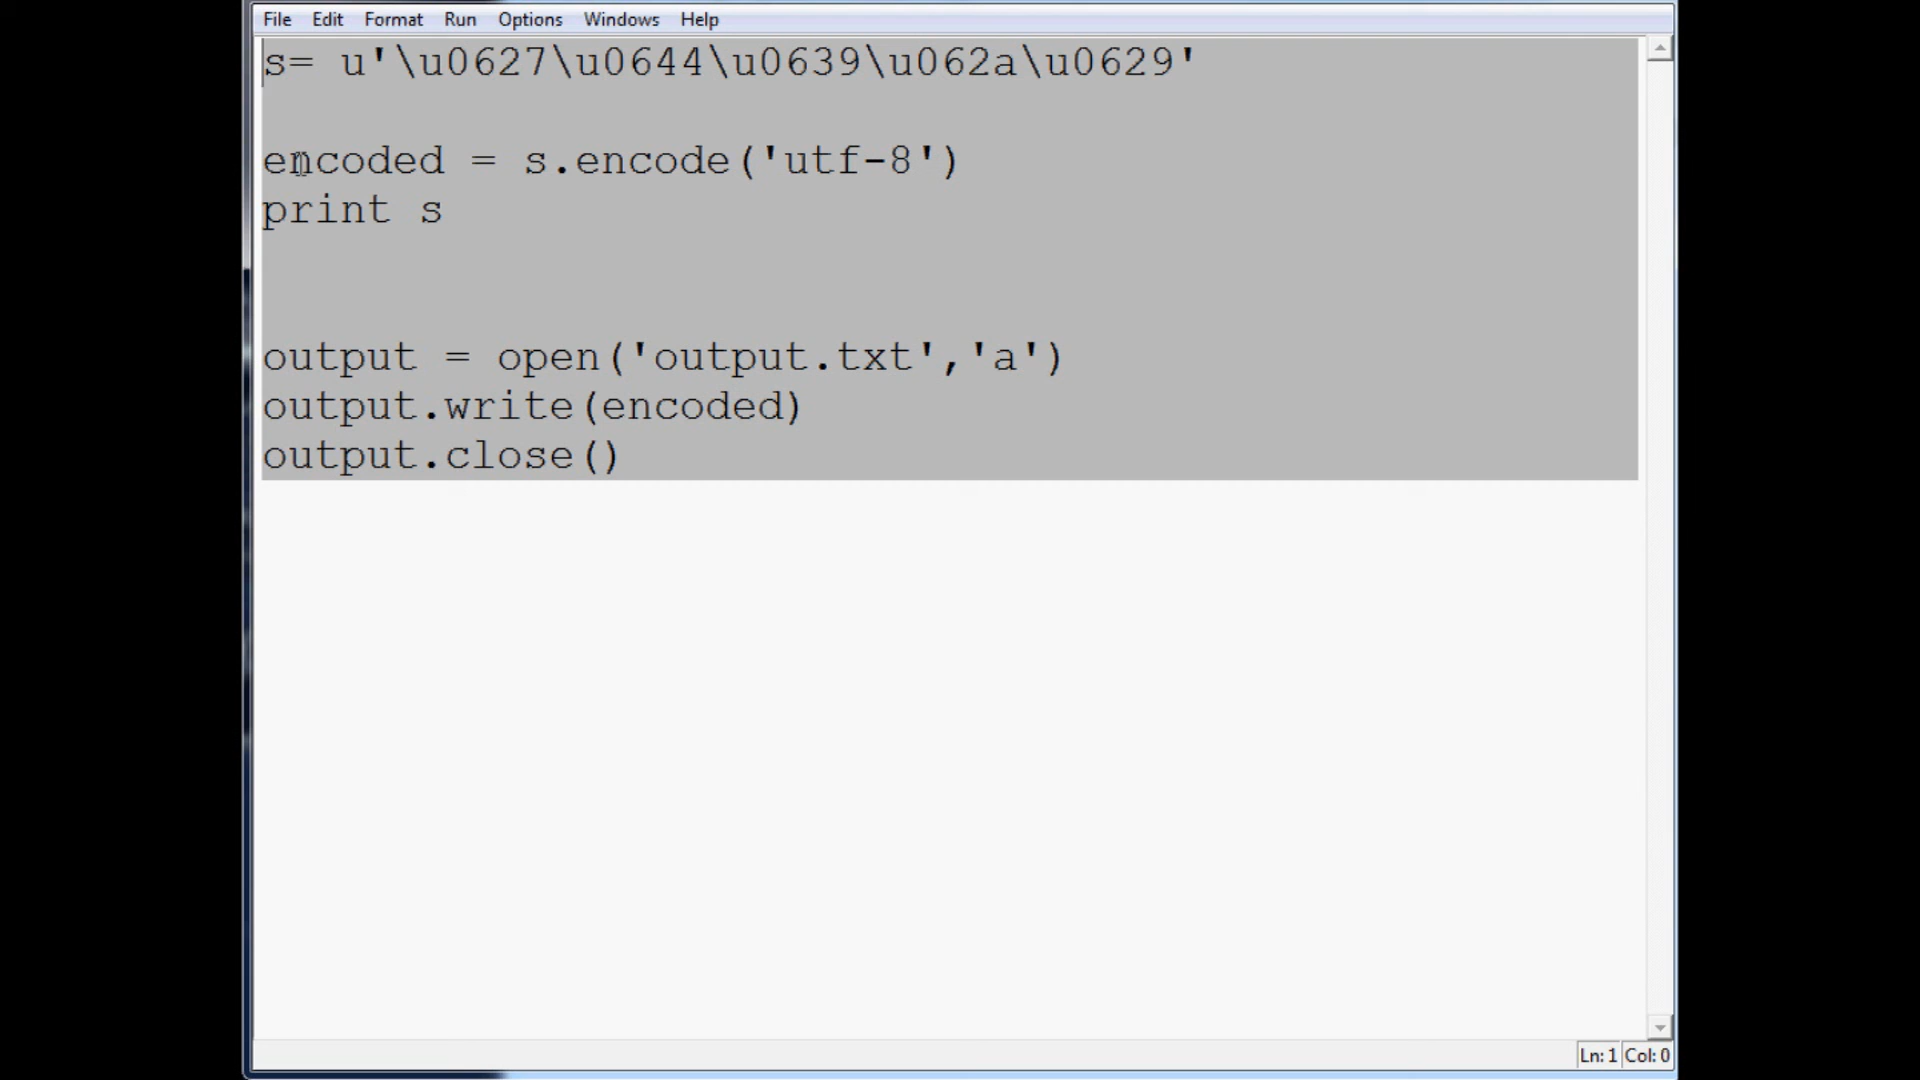 File Edit Format Run Options Windows Help
s= u'\u0627\u0644\u0639\u062a\u0629'
encoded = s.encode('utf-8')
print s
output = open('output.txt','a')
output.write(encoded)
output.close()
Ln: 1 Col: 0